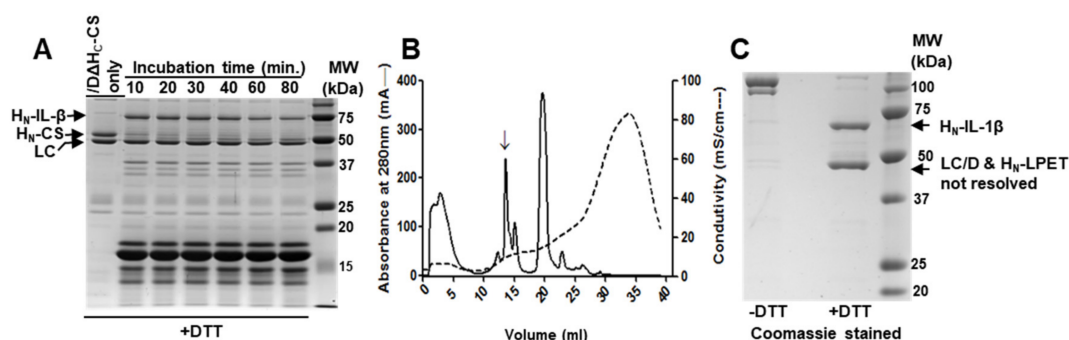 A
/DΔHC-CS
only
Incubation time (min.)
10 20 30 40 60 80
MW
(kDa)
HN-IL-β
HN-CS
LC
75
50
37
25
20
15
+DTT
B
Absorbance at 280nm (mA—)
400
300
200
100
0
0 5 10 15 20 25 30 35 40
Volume (ml)
100
80
60
40
20
0
Condutivity (mS/cm---)
C
MW
(kDa)
100
75
50
37
25
20
HN-IL-1β
LC/D & HN-LPET
not resolved
-DTT +DTT
Coomassie stained